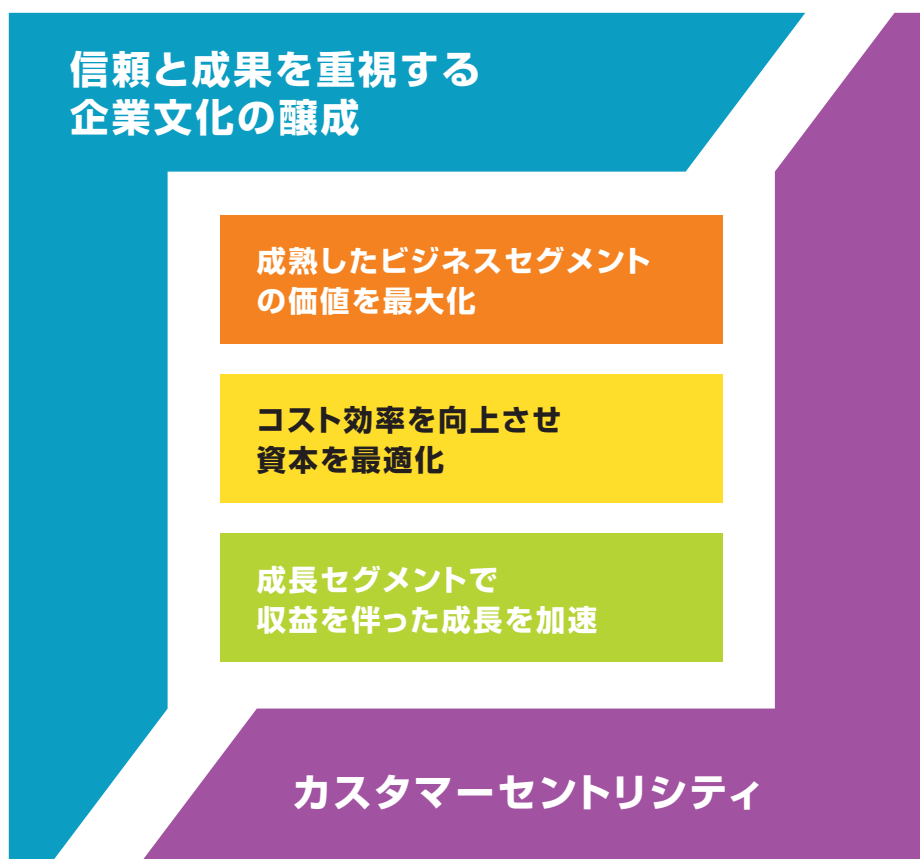 信頼と成果を重視する
企業文化の醸成
成熟したビジネスセグメント
の価値を最大化
コスト効率を向上させ
資本を最適化
成長セグメントで
収益を伴った成長を加速
カスタマーセントリシティ